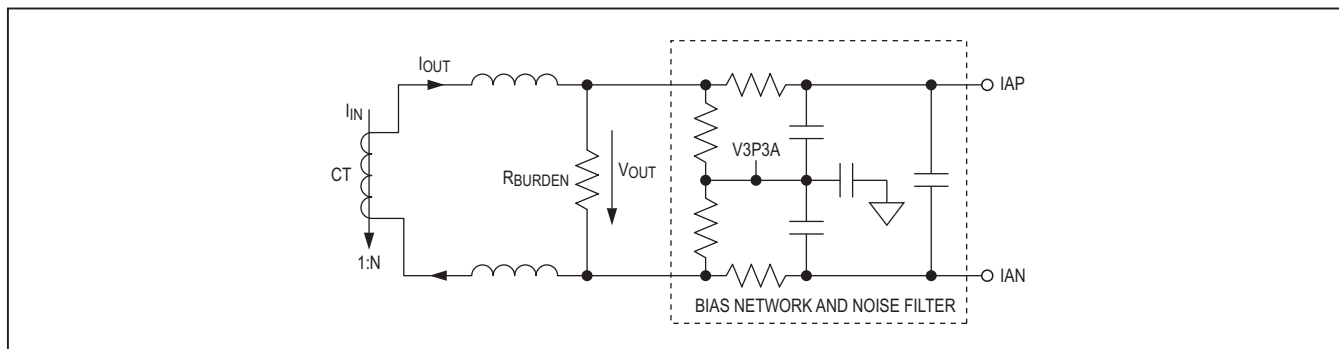 IOUT
IAP
IIN
V3P3A
CT
RBURDEN
VOUT
1:N
IAN
BIAS NETWORK AND NOISE FILTER